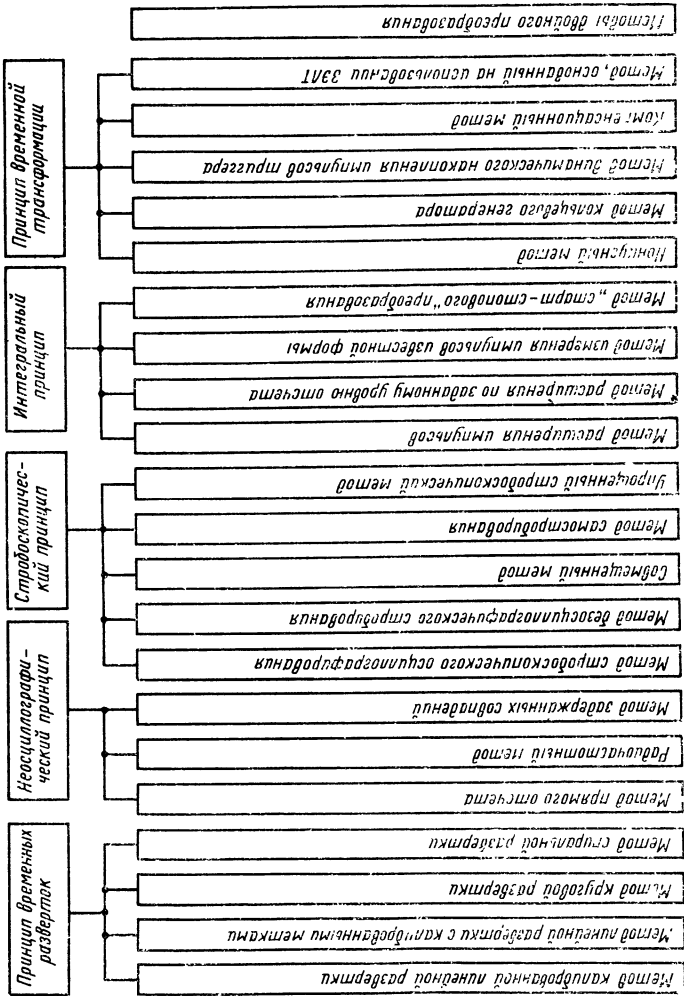 Методы двойного преобразования
Принцип временной
трансформации
Метод, основанный на использовании ЗЭЛТ
Компенсационный метод
Метод динамического накопления импульсов триггера
Метод кольцевого генератора
Нониусный метод
Интегральный
принцип
Метод „старт-стопового" преобразования
Метод измерения импульсов известной формы
Метод расширения по заданному уровню отсчета
Метод расширения импульсов
Стробоскопичес-
кий принцип
Упрощенный стробоскопический метод
Метод самостробирования
Совмещенный метод
Метод безосциллографического стробирования
Метод стробоскопического осциллографирования
Неосциллографи-
ческий принцип
Метод задержанных совпадений
Радиочастотный метод
Метод прямого отсчета
Принцип временных
разверток
Метод спиральной развертки
Метод круговой развертки
Метод линейной развертки с калиброванными метками
Метод калиброванной линейной развертки